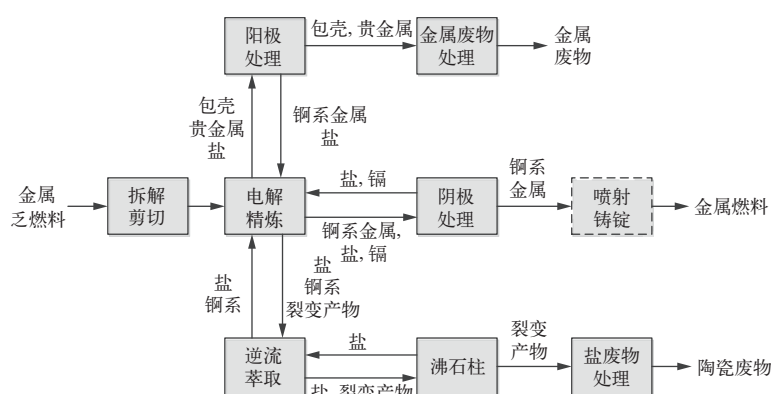 阳极
处理
包壳, 贵金属
金属废物
处理
金属
废物
包壳
贵金属
盐
锕系金属
盐
金属
乏燃料
拆解
剪切
电解
精炼
盐, 镉
锕系金属,
盐, 镉
阴极
处理
锕系
金属
喷射
铸锭
金属燃料
盐
锕系
盐
锕系
裂变产物
逆流
萃取
盐
盐, 裂变产物
沸石柱
裂变
产物
盐废物
处理
陶瓷废物